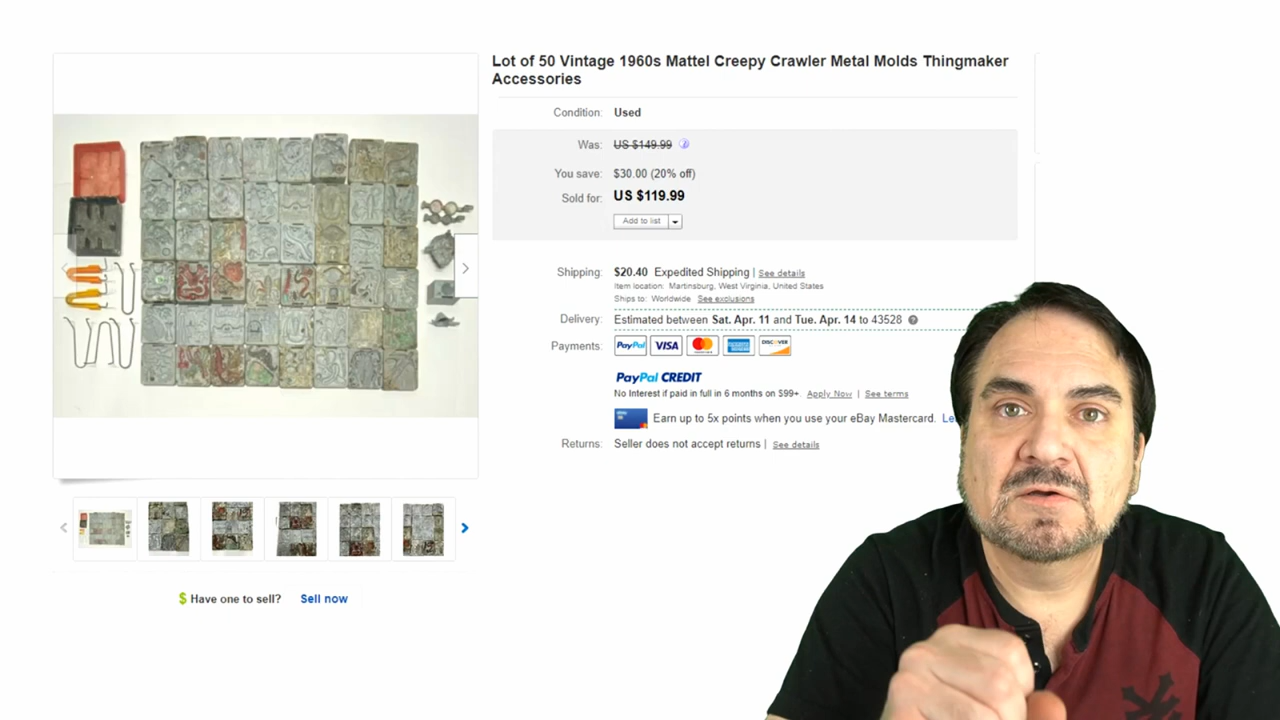 Lot of 50 Vintage 1960s Mattel Creepy Crawler Metal Molds Thingmaker
Accessories
Condition: Used
Was: US $149.99
You save: $30.00 (20% off)
Sold for: US $119.99
Add to list
Shipping: $20.40 Expedited Shipping | See details
Item location: Martinsburg, West Virginia, United States
Ships to: Worldwide See exclusions
Delivery: Estimated between Sat. Apr. 11 and Tue. Apr. 14 to 43528
Payments: PayPal VISA MasterCard DISCOVER
PayPal CREDIT
No Interest if paid in full in 6 months on $99+. Apply Now | See terms
Earn up to 5x points when you use your eBay Mastercard. Le
Returns: Seller does not accept returns | See details
$ Have one to sell? Sell now